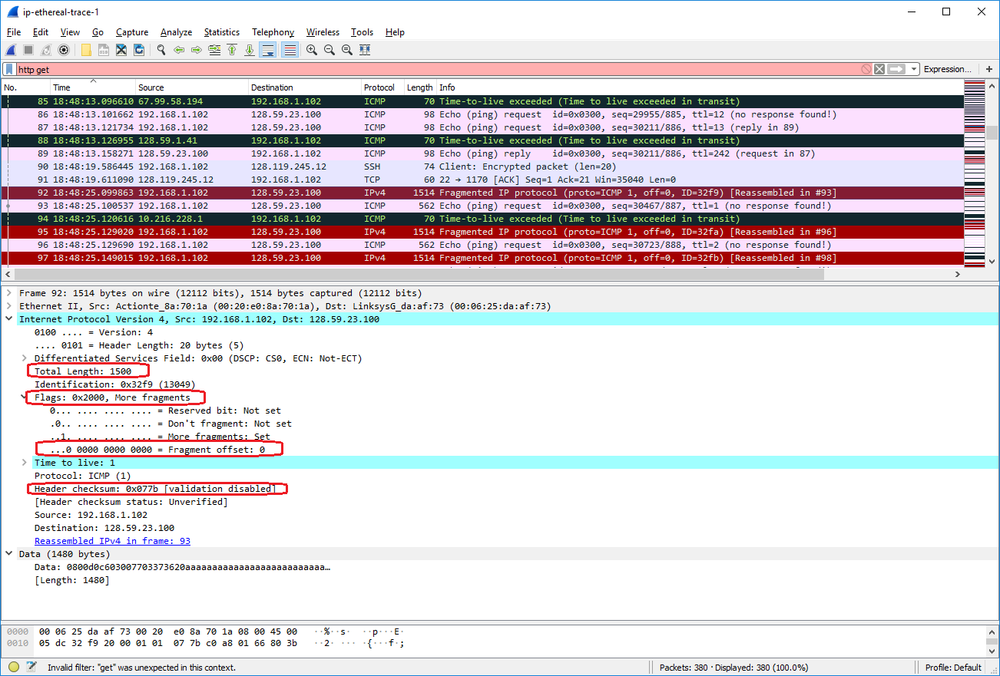 ip-ethereal-trace-1
File Edit View Go Capture Analyze Statistics Telephony Wireless Tools Help
http get Expression... +
No. Time Source Destination Protocol Length Info
85 18:48:13.096610 67.99.58.194 192.168.1.102 ICMP 70 Time-to-live exceeded (Time to live exceeded in transit)
86 18:48:13.101662 192.168.1.102 128.59.23.100 ICMP 98 Echo (ping) request id=0x0300, seq=29955/885, ttl=12 (no response found!)
87 18:48:13.121734 192.168.1.102 128.59.23.100 ICMP 98 Echo (ping) request id=0x0300, seq=30211/886, ttl=13 (reply in 89)
88 18:48:13.126955 128.59.1.41 192.168.1.102 ICMP 70 Time-to-live exceeded (Time to live exceeded in transit)
89 18:48:13.158271 128.59.23.100 192.168.1.102 ICMP 98 Echo (ping) reply id=0x0300, seq=30211/886, ttl=242 (request in 87)
90 18:48:19.586445 192.168.1.102 128.119.245.12 SSH 74 Client: Encrypted packet (len=20)
91 18:48:19.611090 128.119.245.12 192.168.1.102 TCP 60 22 → 1170 [ACK] Seq=1 Ack=21 Win=35040 Len=0
92 18:48:25.099863 192.168.1.102 128.59.23.100 IPv4 1514 Fragmented IP protocol (proto=ICMP 1, off=0, ID=32f9) [Reassembled in #93]
93 18:48:25.100537 192.168.1.102 128.59.23.100 ICMP 562 Echo (ping) request id=0x0300, seq=30467/887, ttl=1 (no response found!)
94 18:48:25.120616 10.216.228.1 192.168.1.102 ICMP 70 Time-to-live exceeded (Time to live exceeded in transit)
95 18:48:25.129020 192.168.1.102 128.59.23.100 IPv4 1514 Fragmented IP protocol (proto=ICMP 1, off=0, ID=32fa) [Reassembled in #96]
96 18:48:25.129690 192.168.1.102 128.59.23.100 ICMP 562 Echo (ping) request id=0x0300, seq=30723/888, ttl=2 (no response found!)
97 18:48:25.149015 192.168.1.102 128.59.23.100 IPv4 1514 Fragmented IP protocol (proto=ICMP 1, off=0, ID=32fb) [Reassembled in #98]
Frame 92: 1514 bytes on wire (12112 bits), 1514 bytes captured (12112 bits)
Ethernet II, Src: Actionte_8a:70:1a (00:20:e0:8a:70:1a), Dst: LinksysG_da:af:73 (00:06:25:da:af:73)
Internet Protocol Version 4, Src: 192.168.1.102, Dst: 128.59.23.100
0100 .... = Version: 4
.... 0101 = Header Length: 20 bytes (5)
Differentiated Services Field: 0x00 (DSCP: CS0, ECN: Not-ECT)
Total Length: 1500
Identification: 0x32f9 (13049)
Flags: 0x2000, More fragments
0... .... .... .... = Reserved bit: Not set
.0.. .... .... .... = Don't fragment: Not set
..1. .... .... .... = More fragments: Set
...0 0000 0000 0000 = Fragment offset: 0
Time to live: 1
Protocol: ICMP (1)
Header checksum: 0x077b [validation disabled]
[Header checksum status: Unverified]
Source: 192.168.1.102
Destination: 128.59.23.100
Reassembled IPv4 in frame: 93
Data (1480 bytes)
Data: 0800d0c603007703373620aaaaaaaaaaaaaaaaaaaaaaaaaa…
[Length: 1480]
0000 00 06 25 da af 73 00 20 e0 8a 70 1a 08 00 45 00 ··%··s· ··p···E·
0010 05 dc 32 f9 20 00 01 01 07 7b c0 a8 01 66 80 3b ··2· ··· ·{···f·;
Invalid filter: "get" was unexpected in this context. Packets: 380 · Displayed: 380 (100.0%) Profile: Default